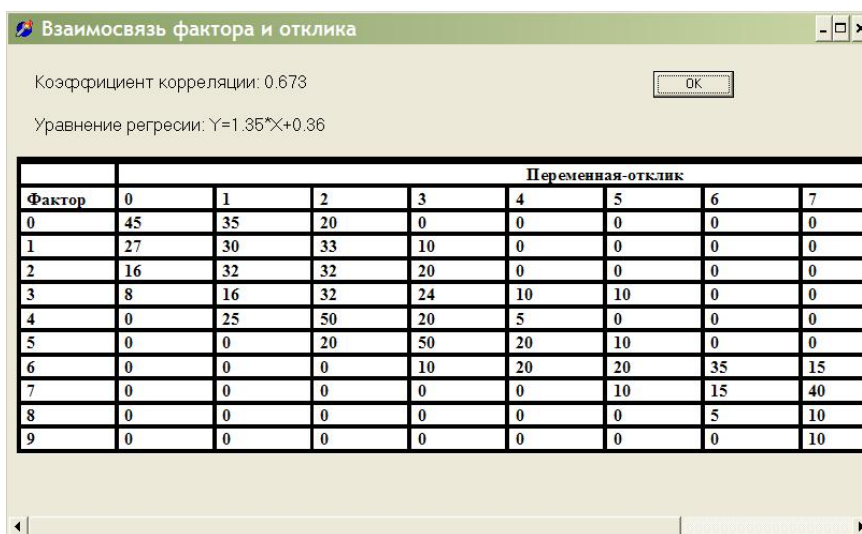 Взаимосвязь фактора и отклика
Коэффициент корреляции: 0.673
OK
Уравнение регресии: Y=1.35*X+0.36
Переменная-отклик
Фактор 0 1 2 3 4 5 6 7
0 45 35 20 0 0 0 0 0
1 27 30 33 10 0 0 0 0
2 16 32 32 20 0 0 0 0
3 8 16 32 24 10 10 0 0
4 0 25 50 20 5 0 0 0
5 0 0 20 50 20 10 0 0
6 0 0 0 10 20 20 35 15
7 0 0 0 0 0 10 15 40
8 0 0 0 0 0 0 5 10
9 0 0 0 0 0 0 0 10